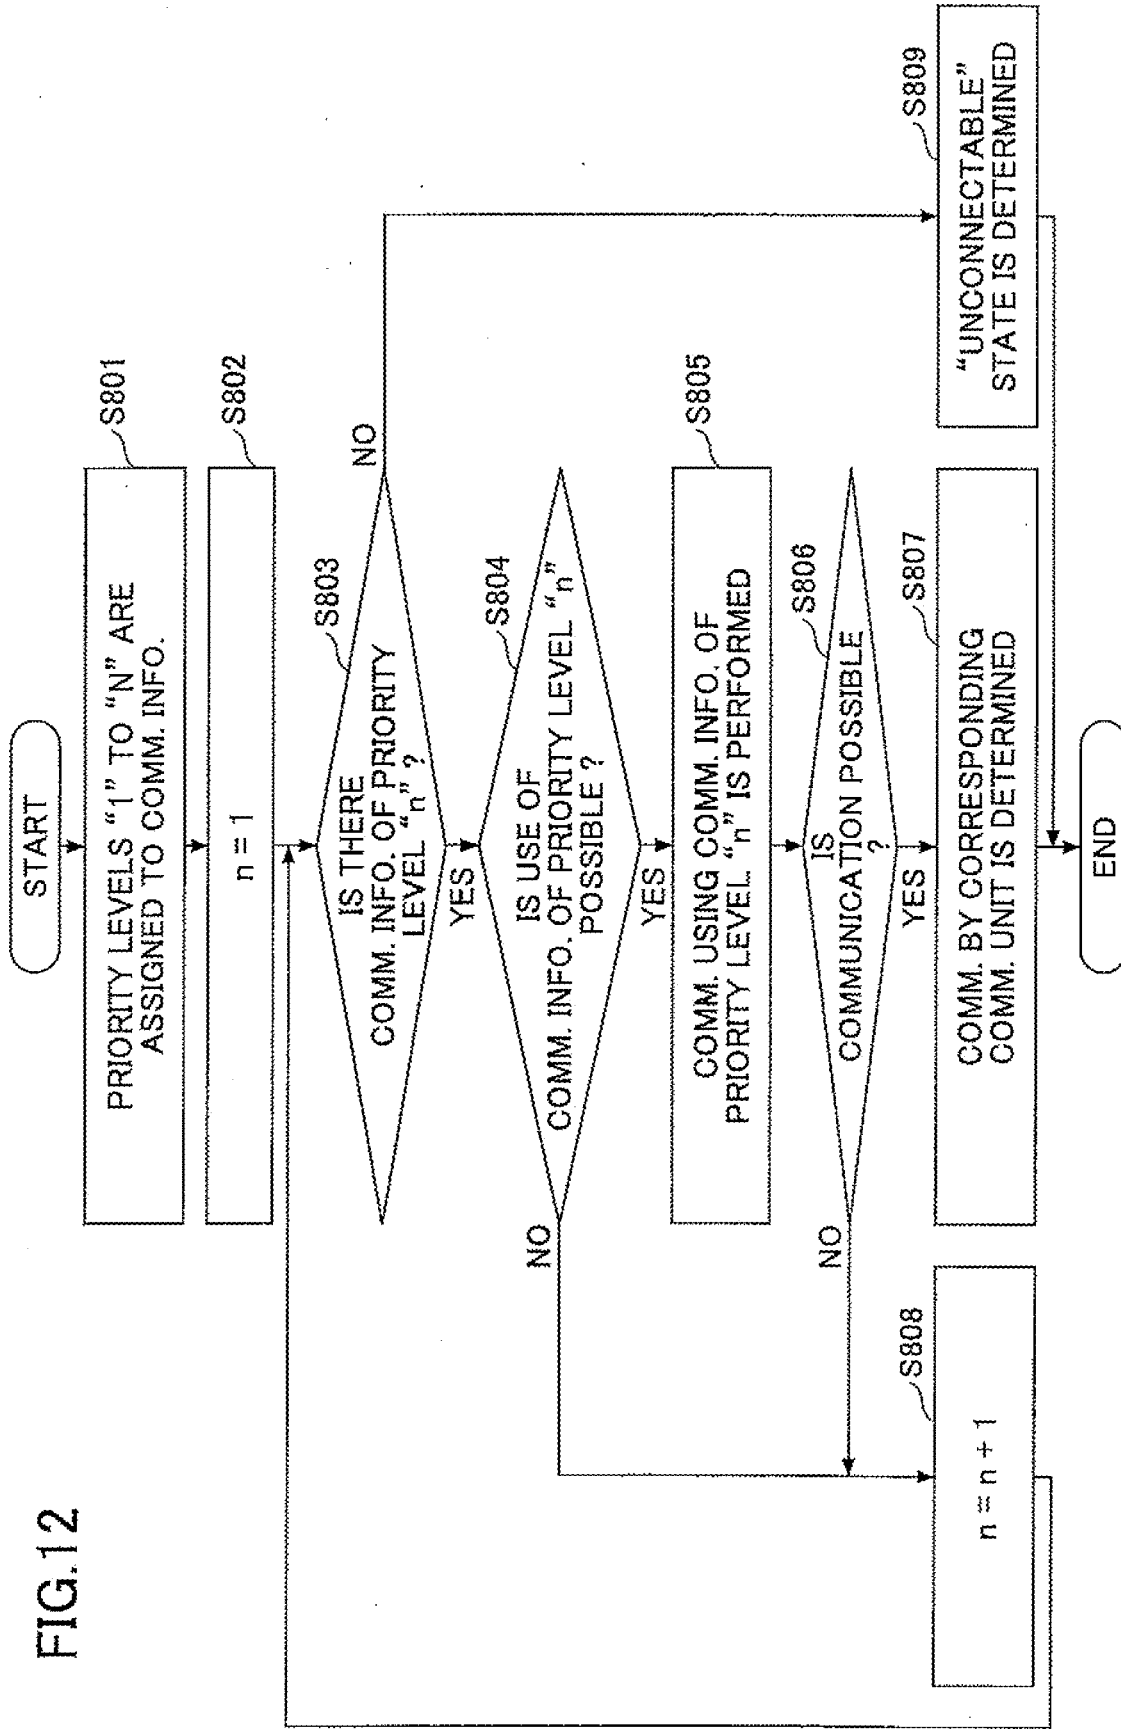 FIG.12
START
S801
PRIORITY LEVELS “1” TO “N” ARE
ASSIGNED TO COMM. INFO.
S802
n = 1
S803
IS THERE
COMM. INFO. OF PRIORITY
LEVEL “n” ?
NO
YES
S804
IS USE OF
COMM. INFO. OF PRIORITY LEVEL “n”
POSSIBLE ?
NO
YES
S805
COMM. USING COMM. INFO. OF
PRIORITY LEVEL “n” IS PERFORMED
S806
IS
COMMUNICATION POSSIBLE
?
NO
YES
S808
n = n + 1
S807
COMM. BY CORRESPONDING
COMM. UNIT IS DETERMINED
S809
“UNCONNECTABLE”
STATE IS DETERMINED
END